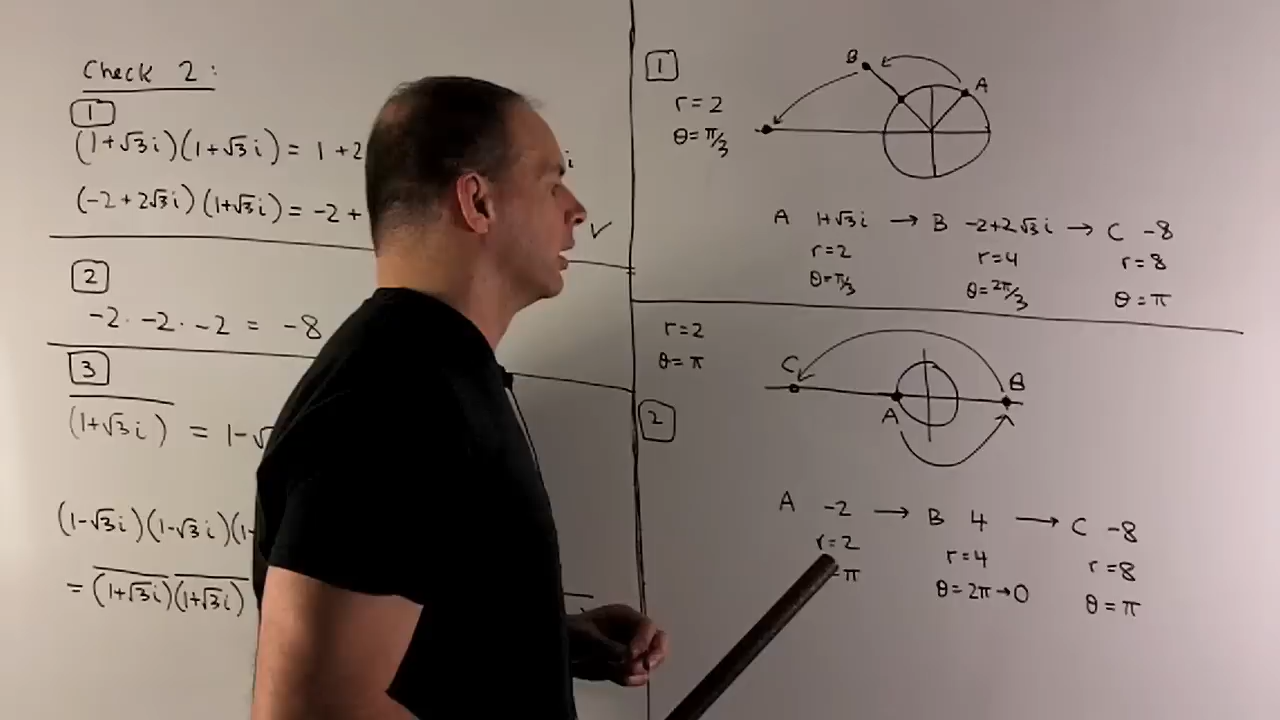 Check 2:
1
(1+√3i)(1+√3i) = 1+2
i
(-2+2√3i)(1+√3i) = -2+
✓
2
-2·-2·-2 = -8
3
(1+√3i) = 1-√
(1-√3i)(1-√3i)(1-
= (1+√3i)(1+√3i)
1
r=2
θ=π/3
B
A
A 1+√3i → B -2+2√3i → C -8
r=2 r=4 r=8
θ=π/3 θ=2π/3 θ=π
r=2
θ=π
2
C
B
A
A -2 → B 4 → C -8
r=2 r=4 r=8
=π θ=2π→0 θ=π